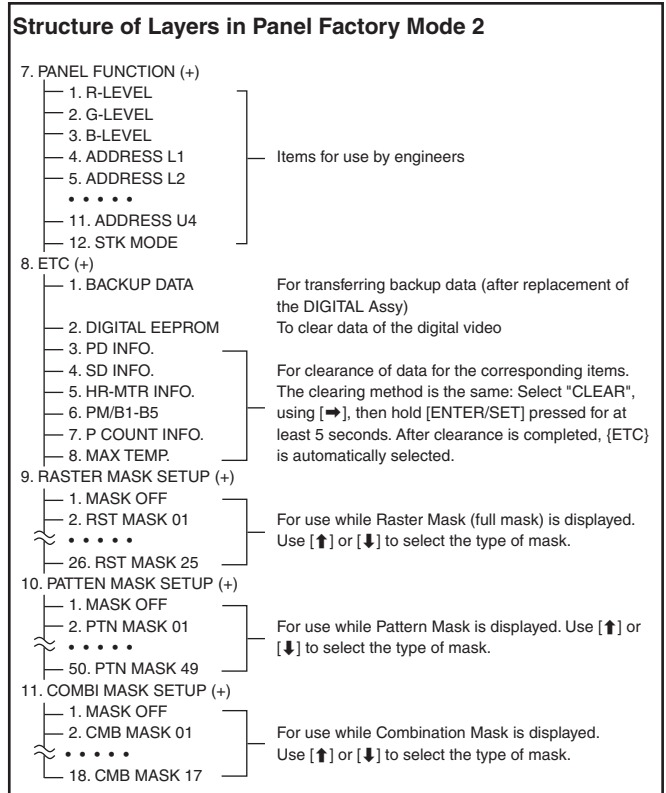 Structure of Layers in Panel Factory Mode 2
7. PANEL FUNCTION (+)
1. R-LEVEL
2. G-LEVEL
3. B-LEVEL
4. ADDRESS L1
Items for use by engineers
5. ADDRESS L2
• • • • •
11. ADDRESS U4
12. STK MODE
8. ETC (+)
1. BACKUP DATA
For transferring backup data (after replacement of
the DIGITAL Assy)
2. DIGITAL EEPROM
To clear data of the digital video
3. PD INFO.
4. SD INFO.
5. HR-MTR INFO.
6. PM/B1-B5
7. P COUNT INFO.
8. MAX TEMP.
For clearance of data for the corresponding items.
The clearing method is the same: Select "CLEAR",
using [➡], then hold [ENTER/SET] pressed for at
least 5 seconds. After clearance is completed, {ETC}
is automatically selected.
9. RASTER MASK SETUP (+)
1. MASK OFF
2. RST MASK 01
• • • • •
26. RST MASK 25
For use while Raster Mask (full mask) is displayed.
Use [⬆] or [⬇] to select the type of mask.
10. PATTEN MASK SETUP (+)
1. MASK OFF
2. PTN MASK 01
• • • • •
50. PTN MASK 49
For use while Pattern Mask is displayed. Use [⬆] or
[⬇] to select the type of mask.
11. COMBI MASK SETUP (+)
1. MASK OFF
2. CMB MASK 01
• • • • •
18. CMB MASK 17
For use while Combination Mask is displayed.
Use [⬆] or [⬇] to select the type of mask.